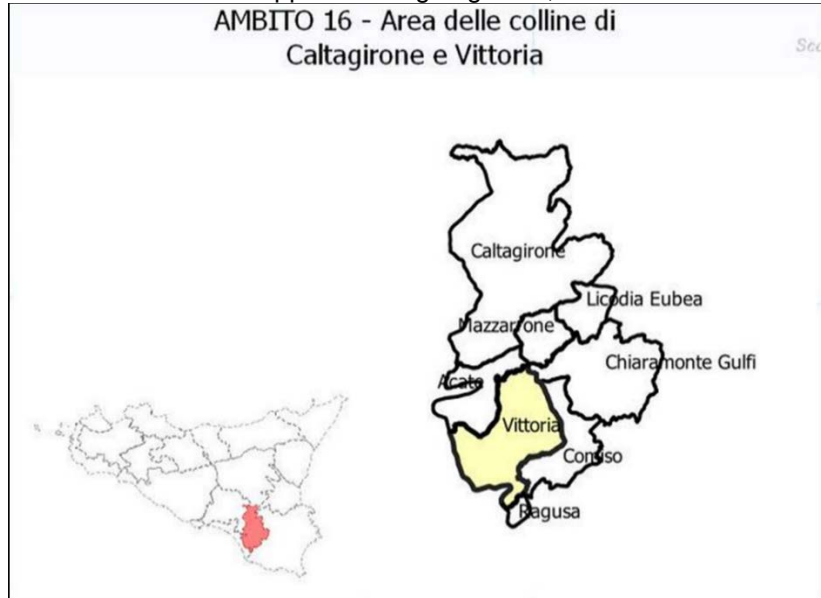 AMBITO 16 - Area delle colline di
Caltagirone e Vittoria
Caltagirone
Licodia Eubea
Mazzarrone
Chiaramonte Gulfi
Acate
Vittoria
Comiso
Ragusa